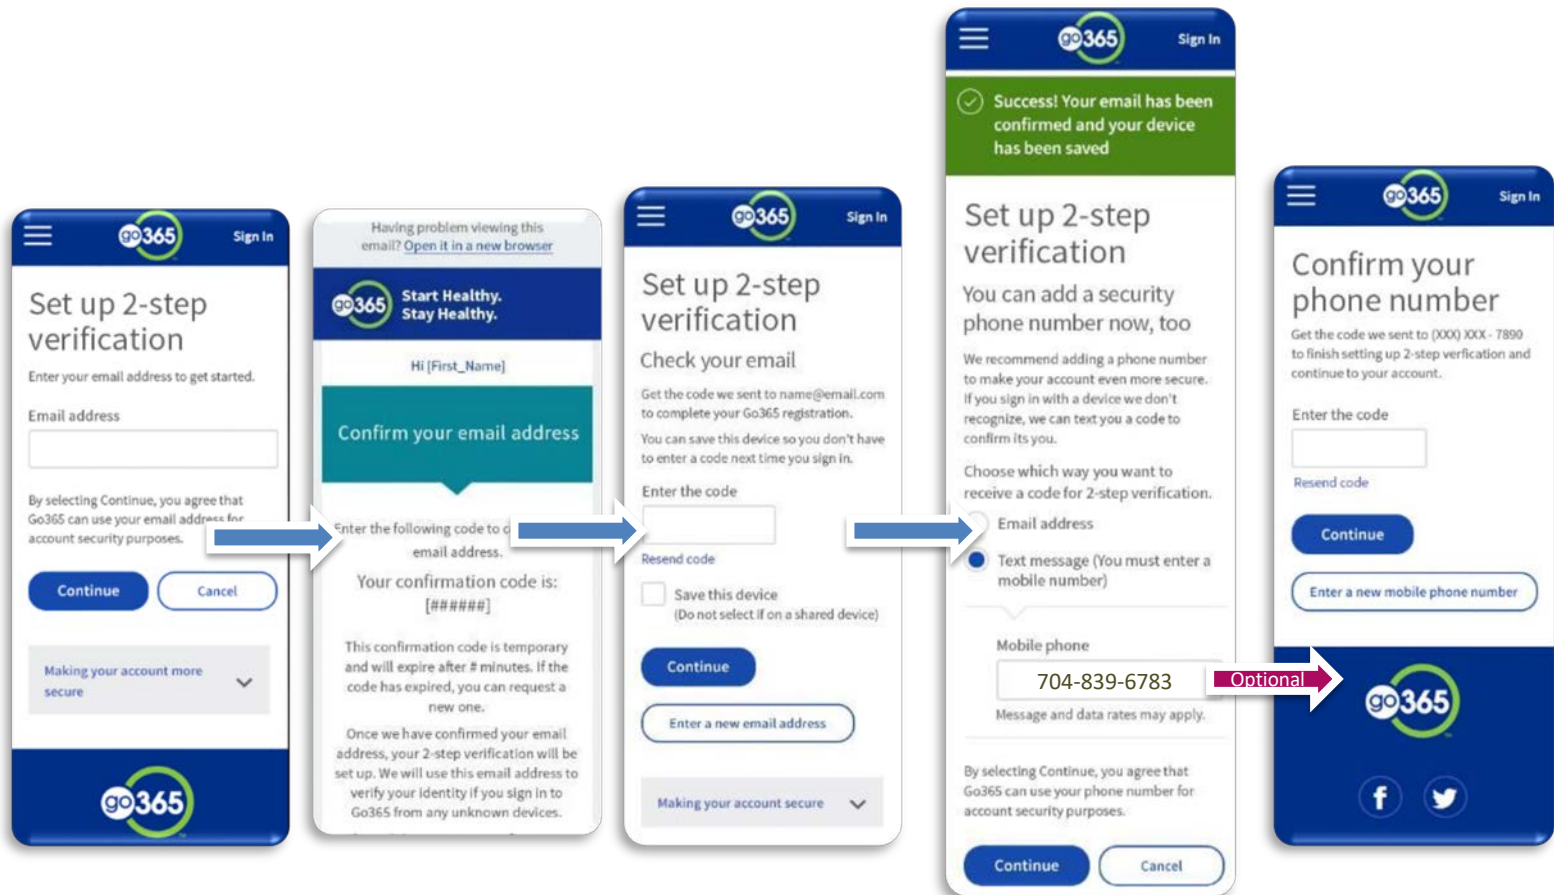 go365
Sign In
Set up 2-step
verification
Enter your email address to get started.
Email address
By selecting Continue, you agree that
Go365 can use your email address for
account security purposes.
Continue
Cancel
Making your account more
secure
go365
Having problem viewing this
email? Open it in a new browser
go365
Start Healthy.
Stay Healthy.
Hi [First_Name]
Confirm your email address
Enter the following code to
email address.
Your confirmation code is:
[######]
This confirmation code is temporary
and will expire after # minutes. If the
code has expired, you can request a
new one.
Once we have confirmed your email
address, your 2-step verification will be
set up. We will use this email address to
verify your identity if you sign in to
Go365 from any unknown devices.
go365
Sign In
Set up 2-step
verification
Check your email
Get the code we sent to name@email.com
to complete your Go365 registration.
You can save this device so you don't have
to enter a code next time you sign in.
Enter the code
Resend code
Save this device
(Do not select if on a shared device)
Continue
Enter a new email address
Making your account secure
go365
Sign In
Success! Your email has been
confirmed and your device
has been saved
Set up 2-step
verification
You can add a security
phone number now, too
We recommend adding a phone number
to make your account even more secure.
If you sign in with a device we don't
recognize, we can text you a code to
confirm its you.
Choose which way you want to
receive a code for 2-step verification.
Email address
Text message (You must enter a
mobile number)
Mobile phone
704-839-6783
Message and data rates may apply.
By selecting Continue, you agree that
Go365 can use your phone number for
account security purposes.
Continue
Cancel
Optional
go365
Sign In
Confirm your
phone number
Get the code we sent to (XXX) XXX - 7890
to finish setting up 2-step verfication and
continue to your account.
Enter the code
Resend code
Continue
Enter a new mobile phone number
go365